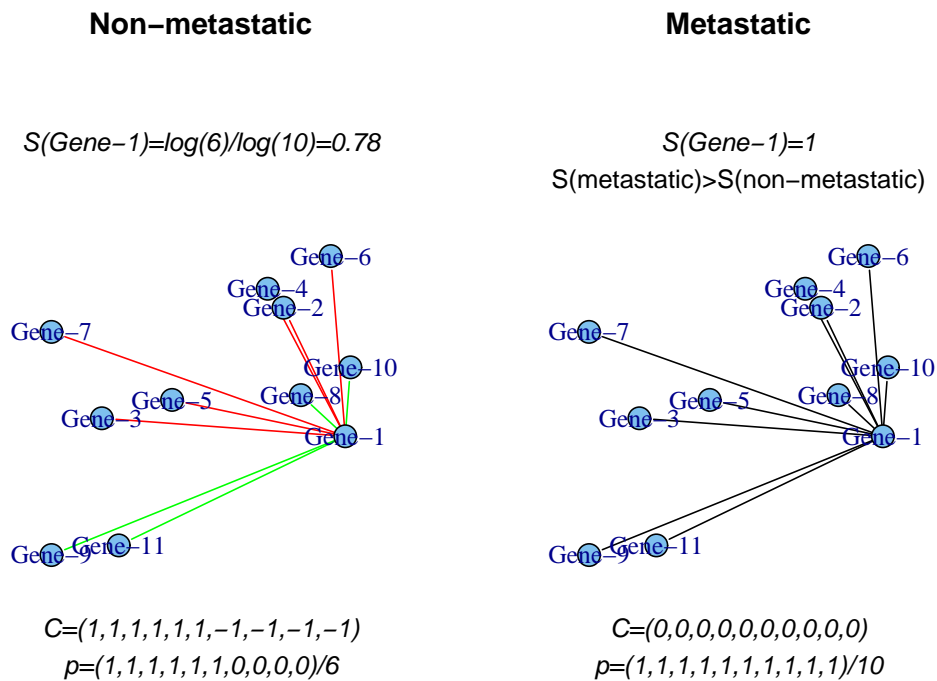 Non−metastatic
Metastatic
S(Gene−1)=log(6)/log(10)=0.78
S(Gene−1)=1
S(metastatic)>S(non−metastatic)
Gene−6
Gene−4
Gene−2
Gene−7
Gene−10
Gene−8
Gene−5
Gene−3
Gene−1
Gene−11
Gene−9
Gene−6
Gene−4
Gene−2
Gene−7
Gene−10
Gene−8
Gene−5
Gene−3
Gene−1
Gene−11
Gene−9
C=(1,1,1,1,1,1,−1,−1,−1,−1)
p=(1,1,1,1,1,1,0,0,0,0)/6
C=(0,0,0,0,0,0,0,0,0,0)
p=(1,1,1,1,1,1,1,1,1,1)/10